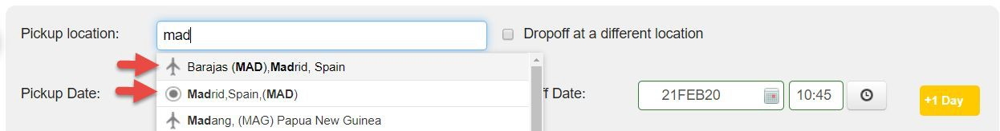 Pickup location:
mad
Dropoff at a different location
Barajas (MAD),Madrid, Spain
Pickup Date:
Madrid,Spain,(MAD)
ff Date:
21FEB20
10:45
+1 Day
Madang, (MAG) Papua New Guinea